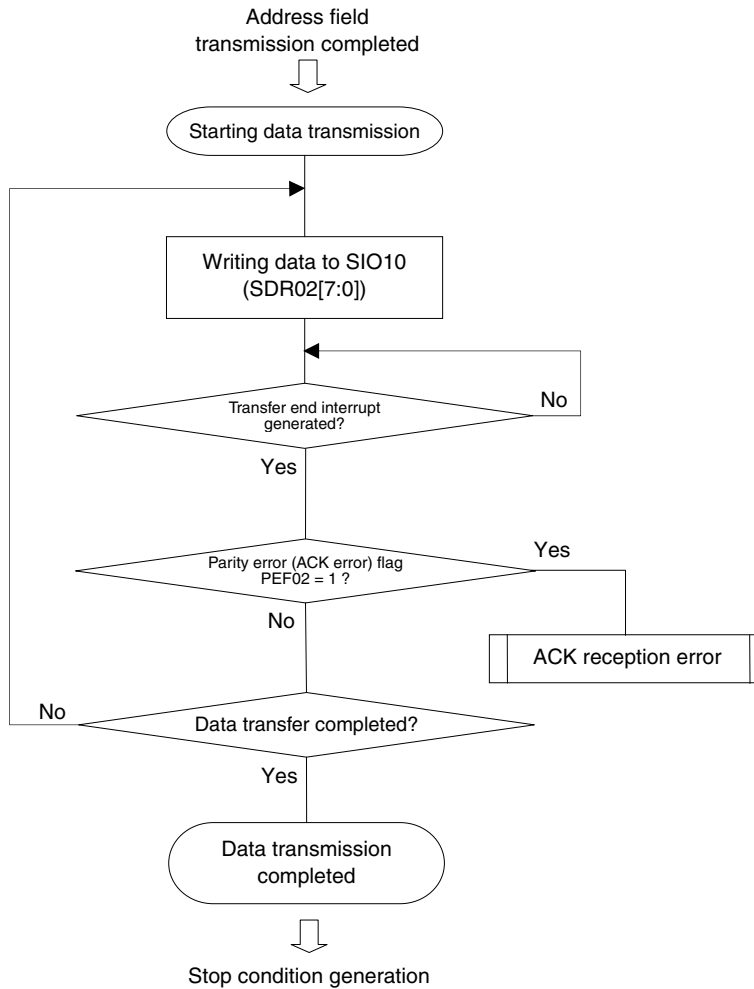 Address field
transmission completed
Starting data transmission
Writing data to SIO10
(SDR02[7:0])
Transfer end interrupt
generated?
No
Yes
Parity error (ACK error) flag
PEF02 = 1 ?
Yes
No
ACK reception error
Data transfer completed?
No
Yes
Data transmission
completed
Stop condition generation